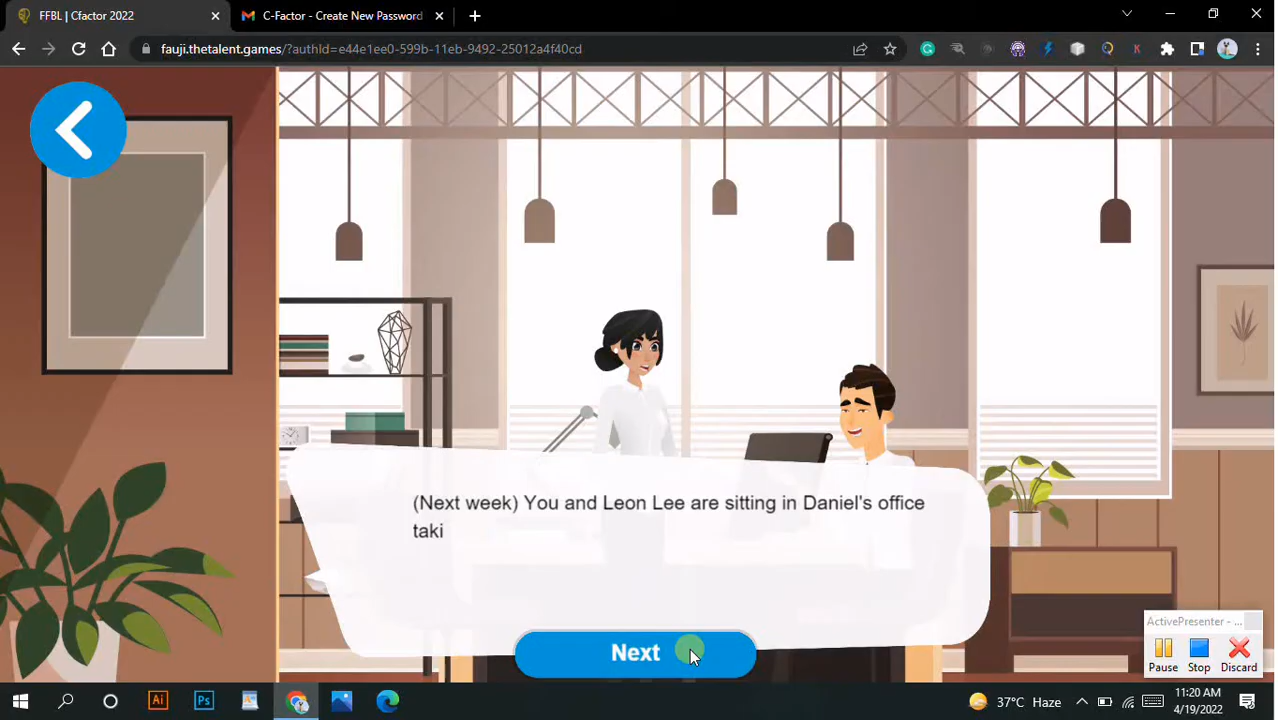 FFBL | Cfactor 2022
C-Factor - Create New Password
fauji.thetalent.games/?authId=e44e1ee0-599b-11eb-9492-25012a4f40cd
(Next week) You and Leon Lee are sitting in Daniel's office
taki
Next
ActivePresenter - ...
Pause Stop Discard
Ai Ps
37°C Haze
11:20 AM
4/19/2022